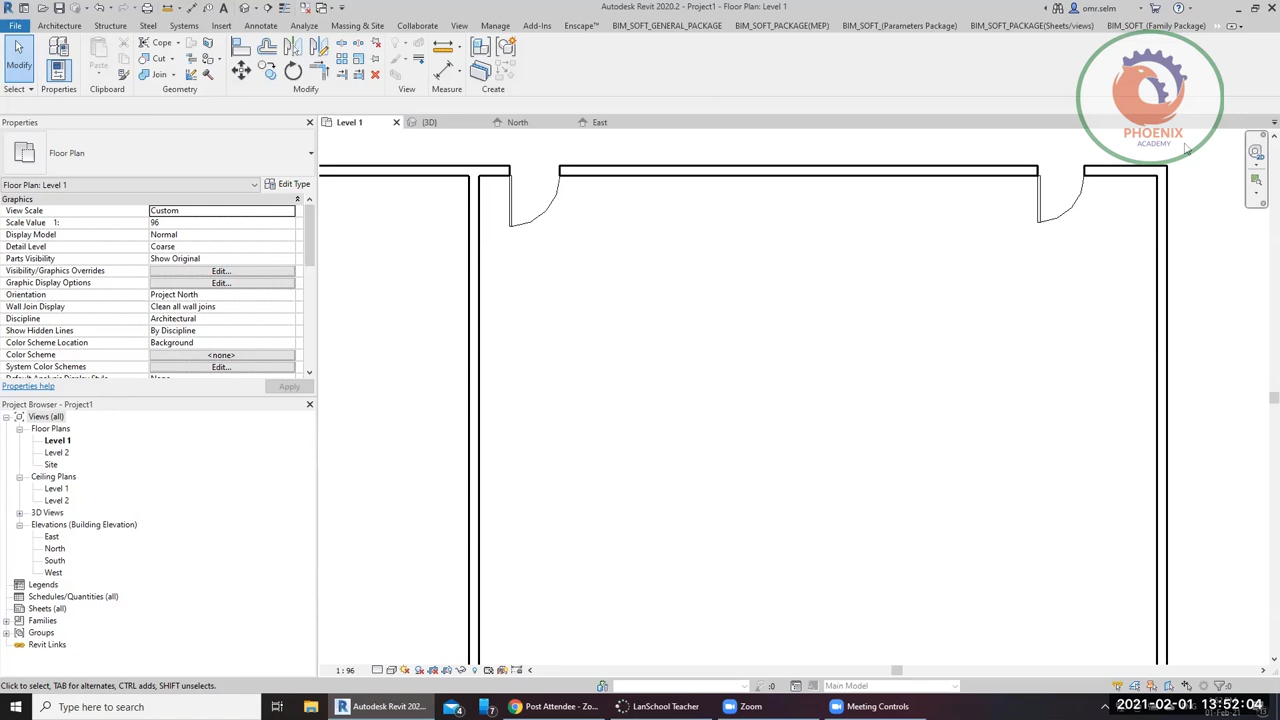 Autodesk Revit 2020.2 - Project1 - Floor Plan: Level 1
omr.selm
File Architecture Structure Steel Systems Insert Annotate Analyze Massing & Site Collaborate View Manage Add-Ins Enscape™ BIM_SOFT_GENERAL_PACKAGE BIM_SOFT_PACKAGE(MEP) BIM_SOFT_(Parameters Package) BIM_SOFT_PACKAGE(Sheets/views) BIM_SOFT_(Family Package)
Modify
Paste
Cope
Cut
Join
Select Properties Clipboard Geometry Modify View Measure Create
PHOENIX
ACADEMY
Properties
Level 1
(3D)
North
East
Floor Plan
Floor Plan: Level 1
Edit Type
Graphics
View Scale Custom
Scale Value 1: 96
Display Model Normal
Detail Level Coarse
Parts Visibility Show Original
Visibility/Graphics Overrides Edit...
Graphic Display Options Edit...
Orientation Project North
Wall Join Display Clean all wall joins
Discipline Architectural
Show Hidden Lines By Discipline
Color Scheme Location Background
Color Scheme <none>
System Color Schemes Edit...
Properties help
Apply
Project Browser - Project1
Views (all)
Floor Plans
Level 1
Level 2
Site
Ceiling Plans
Level 1
Level 2
3D Views
Elevations (Building Elevation)
East
North
South
West
Legends
Schedules/Quantities (all)
Sheets (all)
Families
Groups
Revit Links
1 : 96
Click to select, TAB for alternates, CTRL adds, SHIFT unselects.
:0
Main Model
:0
Type here to search
Autodesk Revit 202...
Post Attendee - Zo...
LanSchool Teacher
Zoom
Meeting Controls
2021-02-01 13:52:04